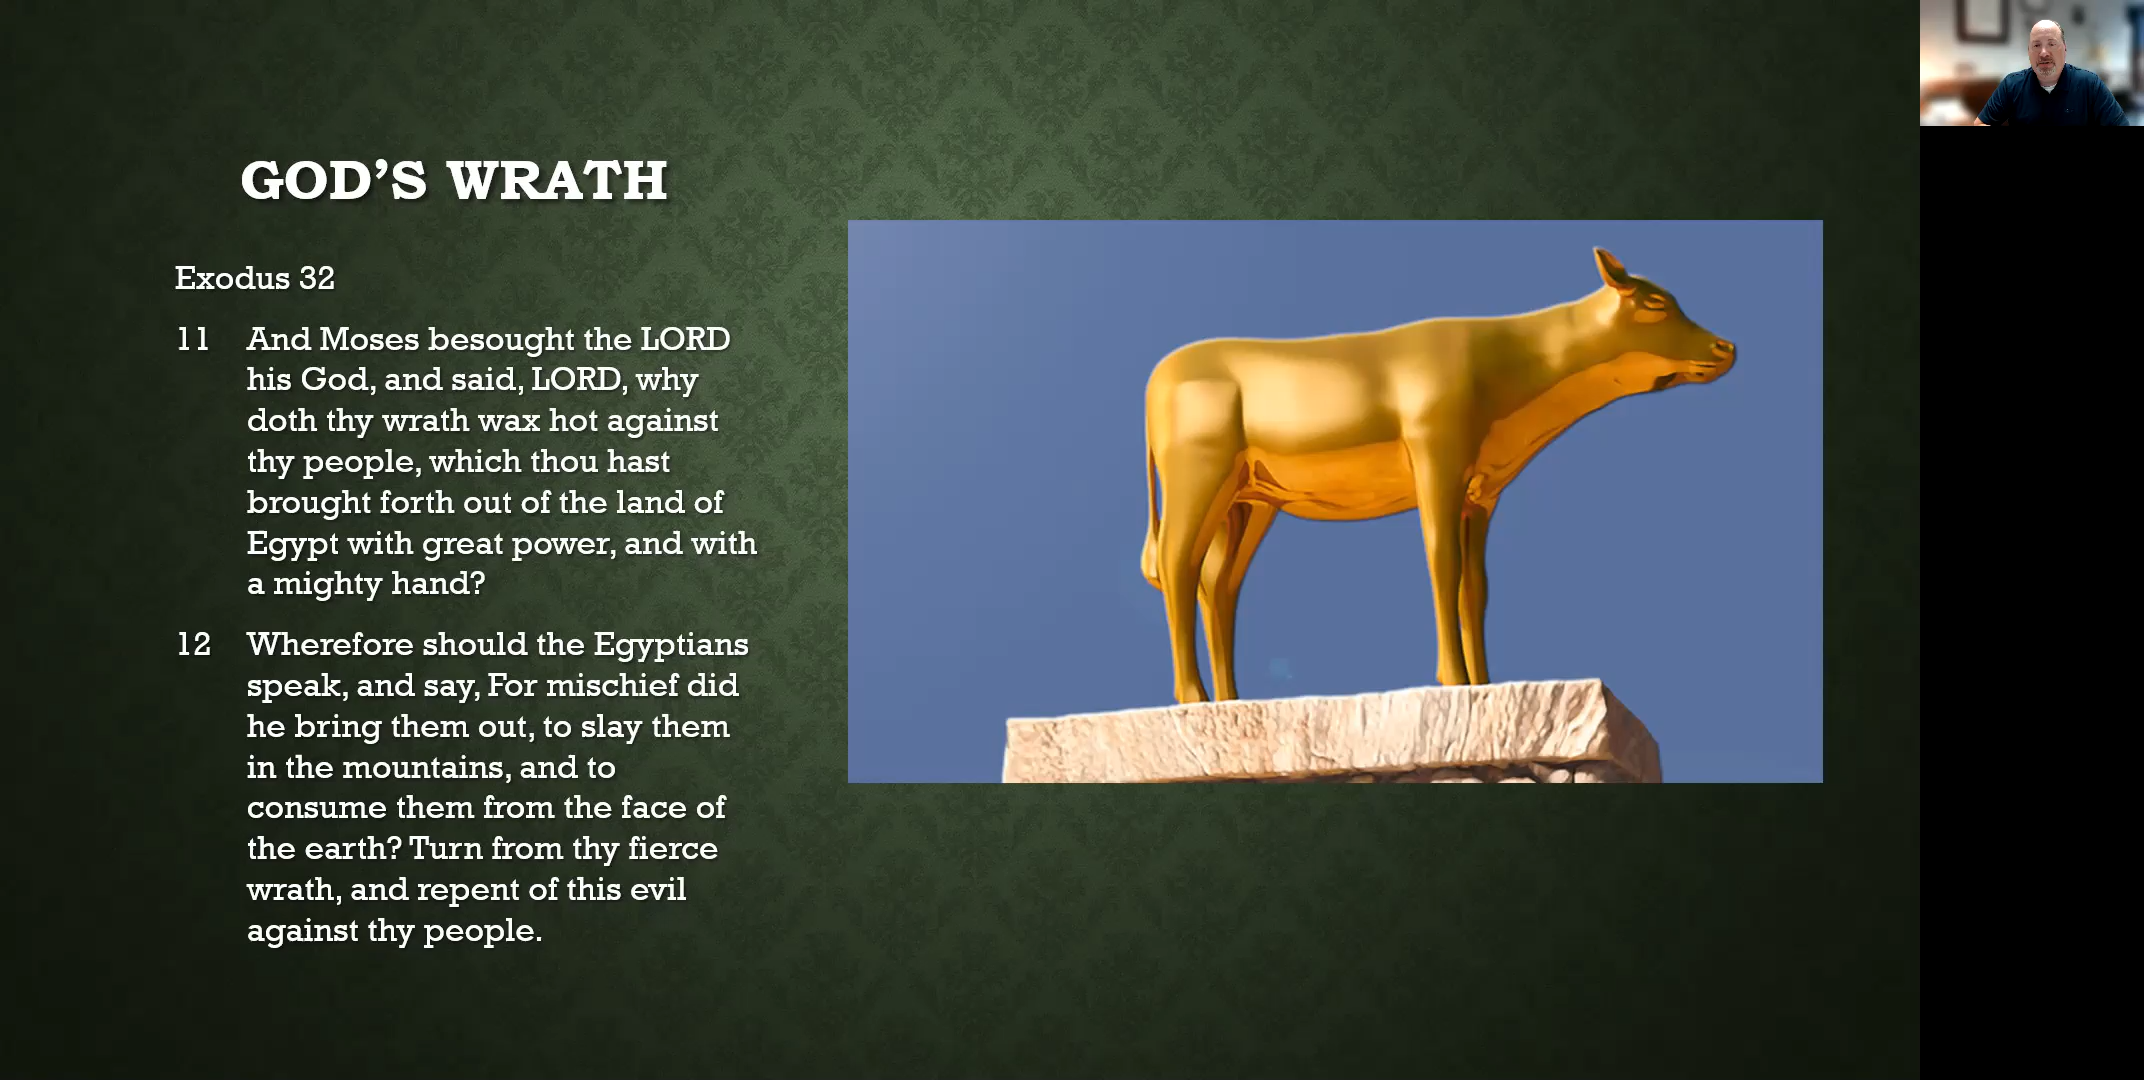 GOD’S WRATH
Exodus 32
11 And Moses besought the LORD
his God, and said, LORD, why
doth thy wrath wax hot against
thy people, which thou hast
brought forth out of the land of
Egypt with great power, and with
a mighty hand?
12 Wherefore should the Egyptians
speak, and say, For mischief did
he bring them out, to slay them
in the mountains, and to
consume them from the face of
the earth? Turn from thy fierce
wrath, and repent of this evil
against thy people.